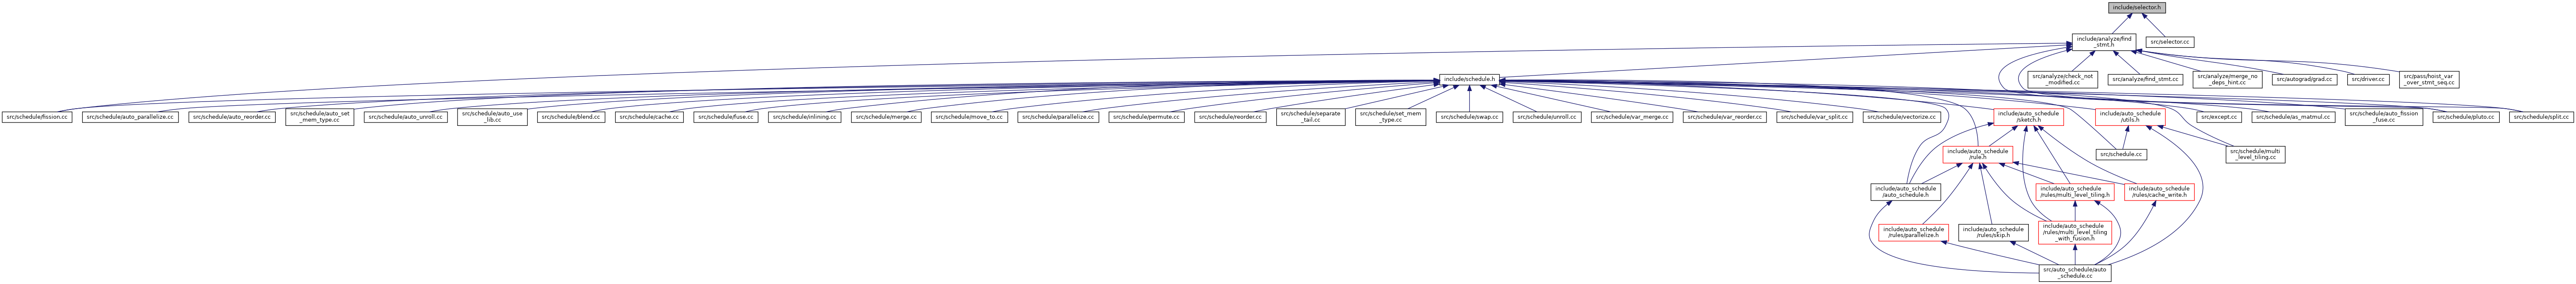 include/selector.h
include/analyze/find
_stmt.h
src/selector.cc
include/schedule.h
src/analyze/check_not
_modified.cc
src/analyze/find_stmt.cc
src/analyze/merge_no
_deps_hint.cc
src/autograd/grad.cc
src/driver.cc
src/pass/hoist_var
_over_stmt_seq.cc
src/schedule/fission.cc
src/schedule/auto_parallelize.cc
src/schedule/auto_reorder.cc
src/schedule/auto_set
_mem_type.cc
src/schedule/auto_unroll.cc
src/schedule/auto_use
_lib.cc
src/schedule/blend.cc
src/schedule/cache.cc
src/schedule/fuse.cc
src/schedule/inlining.cc
src/schedule/merge.cc
src/schedule/move_to.cc
src/schedule/parallelize.cc
src/schedule/permute.cc
src/schedule/reorder.cc
src/schedule/separate
_tail.cc
src/schedule/set_mem
_type.cc
src/schedule/swap.cc
src/schedule/unroll.cc
src/schedule/var_merge.cc
src/schedule/var_reorder.cc
src/schedule/var_split.cc
src/schedule/vectorize.cc
include/auto_schedule
/sketch.h
include/auto_schedule
/utils.h
src/except.cc
src/schedule/as_matmul.cc
src/schedule/auto_fission
_fuse.cc
src/schedule/pluto.cc
src/schedule/split.cc
include/auto_schedule
/rule.h
src/schedule.cc
src/schedule/multi
_level_tiling.cc
include/auto_schedule
/auto_schedule.h
include/auto_schedule
/rules/multi_level_tiling.h
include/auto_schedule
/rules/cache_write.h
include/auto_schedule
/rules/parallelize.h
include/auto_schedule
/rules/skip.h
include/auto_schedule
/rules/multi_level_tiling
_with_fusion.h
src/auto_schedule/auto
_schedule.cc